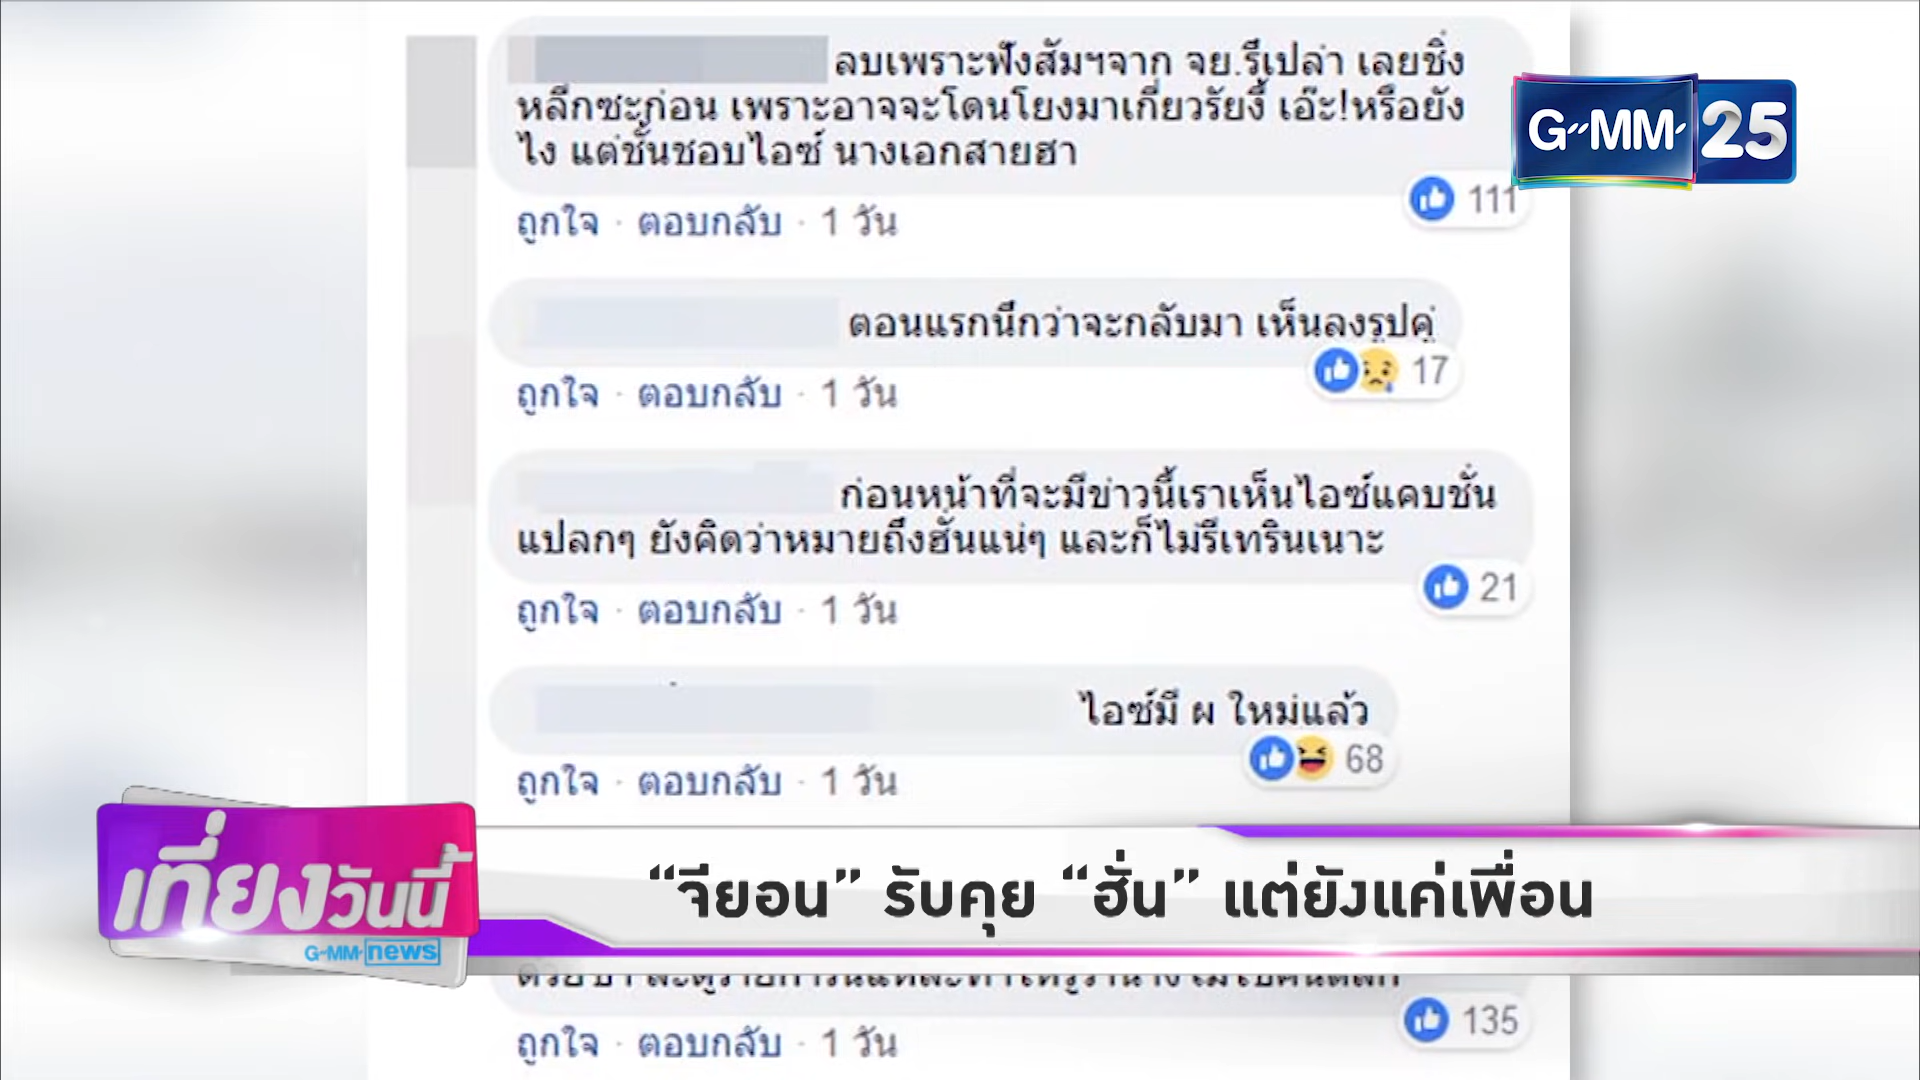 ลบเพราะฟังสัมฯจาก จย.รึเปล่า เลยชิ่ง
หลีกซะก่อน เพราะอาจจะโดนโยงมาเกี่ยวรัยงี้ เอ๊ะ!หรือยัง
ไง แต่ชั้นชอบไอซ์ นางเอกสายฮา
G-MM 25
111
ถูกใจ · ตอบกลับ · 1 วัน
ตอนแรกนึกว่าจะกลับมา เห็นลงรูปคู่
17
ถูกใจ · ตอบกลับ · 1 วัน
ก่อนหน้าที่จะมีข่าวนี้เราเห็นไอซ์แคบชั่น
แปลกๆ ยังคิดว่าหมายถึงฮั่นแน่ๆ และก็ไม่รีเทรินเนาะ
21
ถูกใจ · ตอบกลับ · 1 วัน
ไอซ์มี ผ ใหม่แล้ว
68
ถูกใจ · ตอบกลับ · 1 วัน
เที่ยงวันนี้
G-MM news
“จียอน” รับคุย “ฮั่น” แต่ยังแค่เพื่อน
135
ถูกใจ · ตอบกลับ · 1 วัน